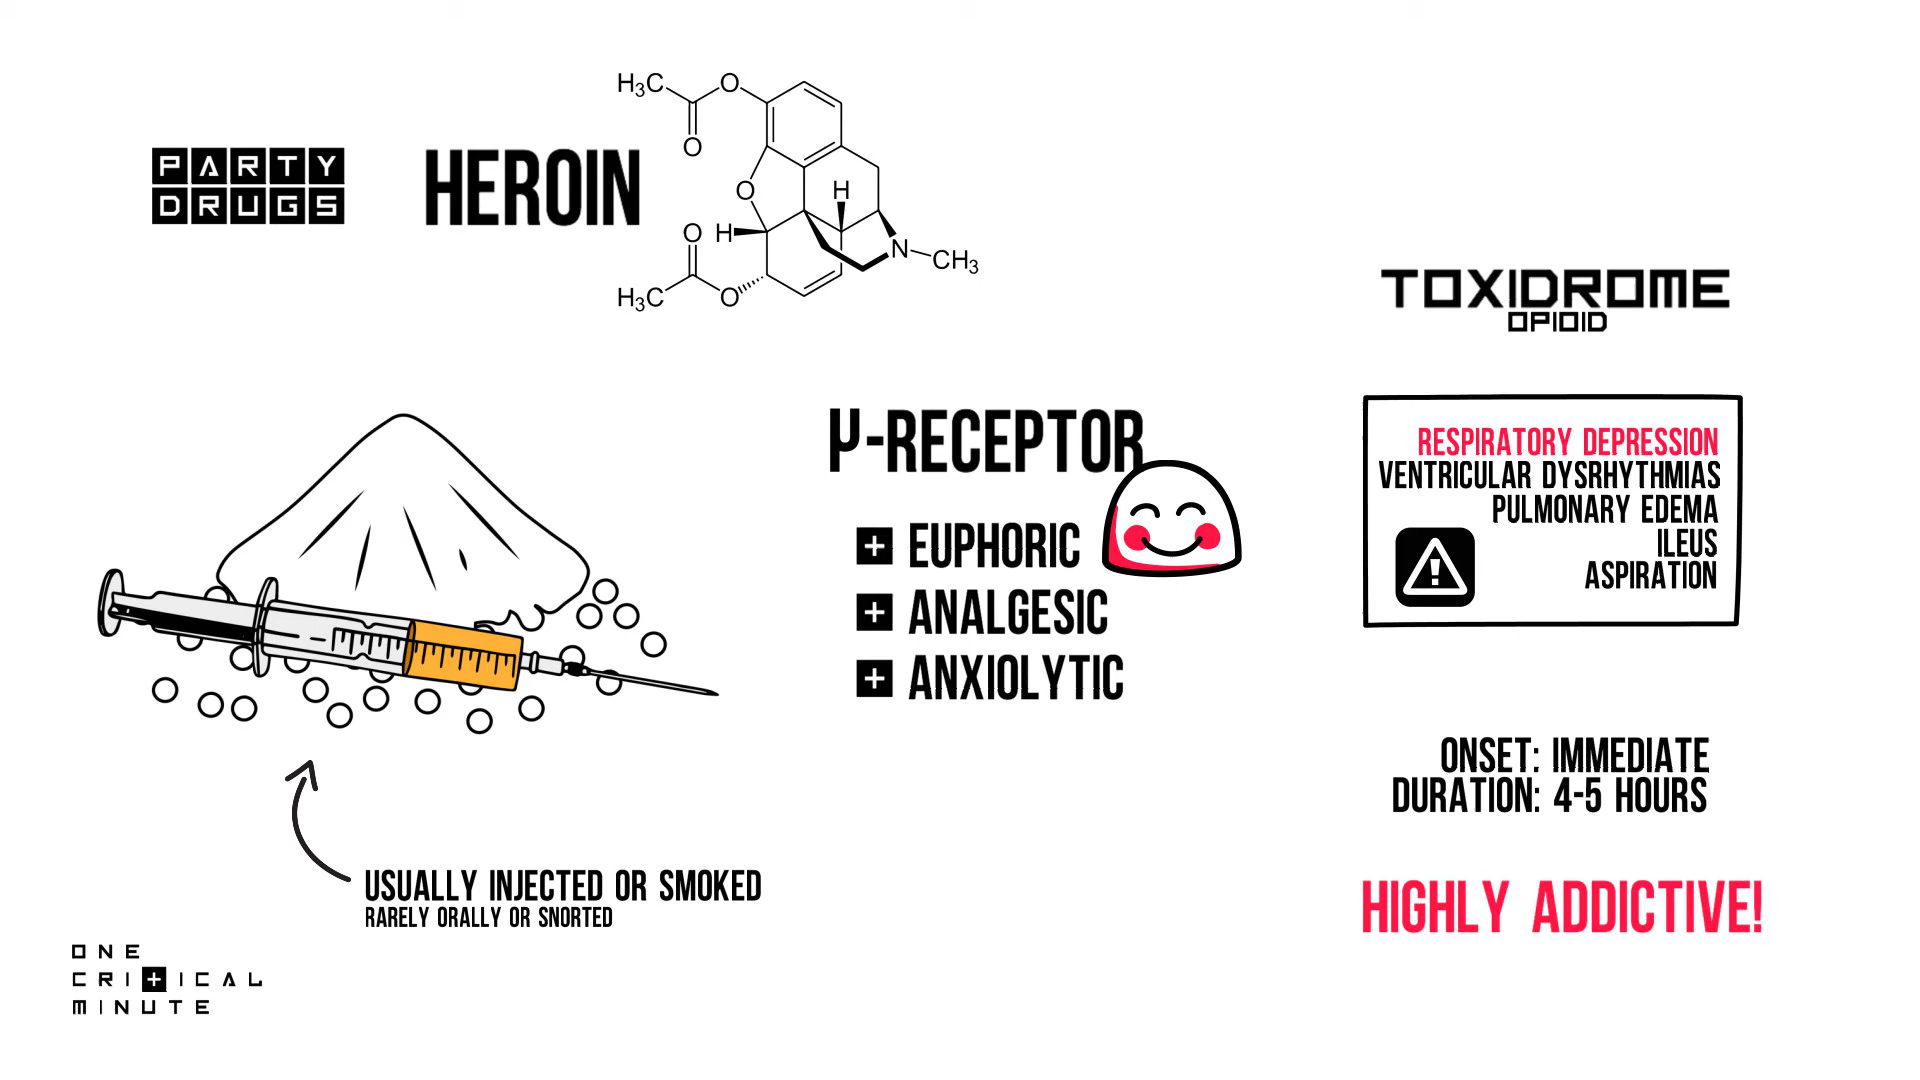 PARTY
DRUGS
HEROIN
H₃C
O
O
O
H
N
CH₃
O
H
H₃C
O
TOXIDROME
OPIOID
µ-RECEPTOR
+ EUPHORIC
+ ANALGESIC
+ ANXIOLYTIC
RESPIRATORY DEPRESSION
VENTRICULAR DYSRHYTHMIAS
PULMONARY EDEMA
ILEUS
ASPIRATION
!
ONSET: IMMEDIATE
DURATION: 4-5 HOURS
HIGHLY ADDICTIVE!
USUALLY INJECTED OR SMOKED
RARELY ORALLY OR SNORTED
ONE
CRI+ICAL
MINUTE